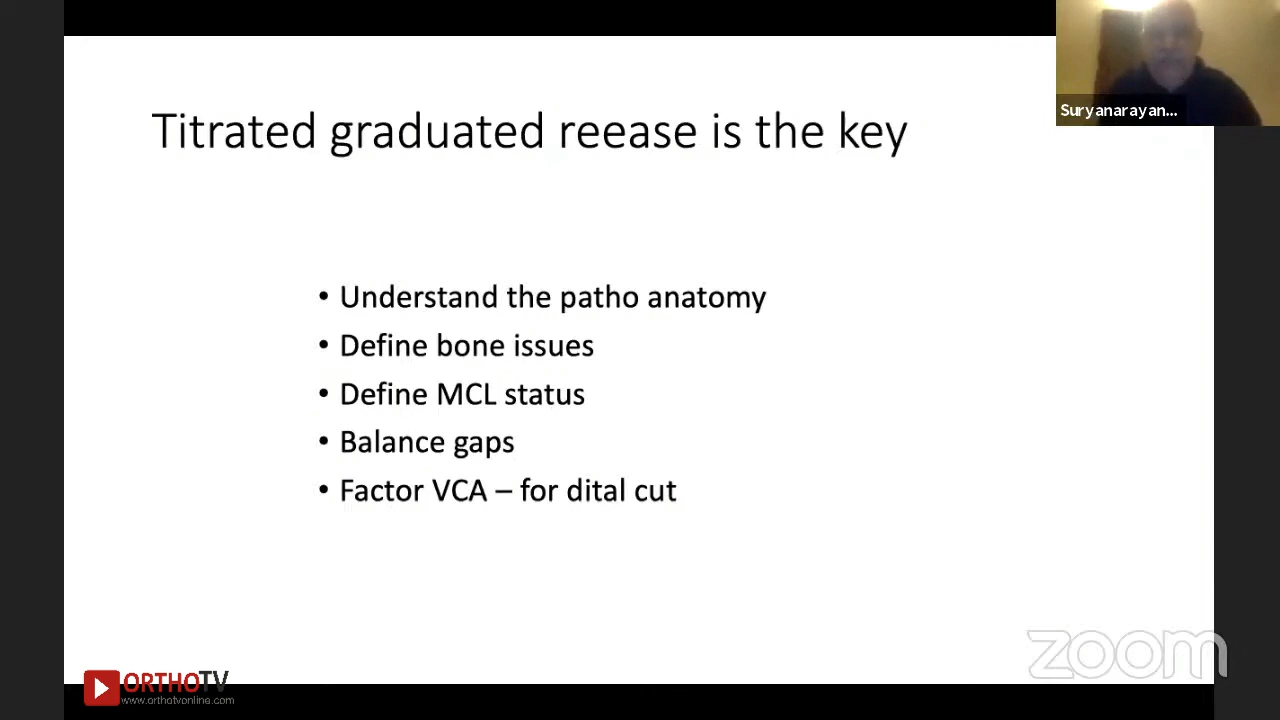 Suryanarayan...
Titrated graduated reease is the key
• Understand the patho anatomy
• Define bone issues
• Define MCL status
• Balance gaps
• Factor VCA – for dital cut
zoom
ORTHOTV
www.orthotvonline.com